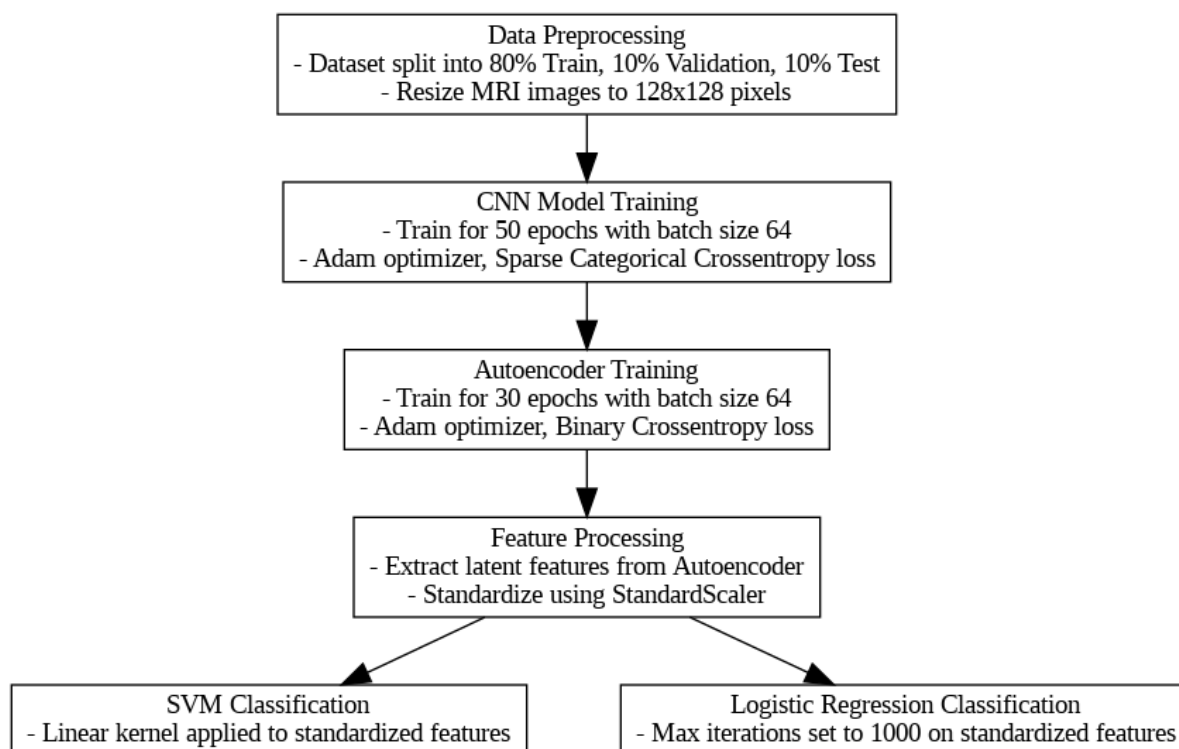 Data Preprocessing
- Dataset split into 80% Train, 10% Validation, 10% Test
- Resize MRI images to 128x128 pixels
CNN Model Training
- Train for 50 epochs with batch size 64
- Adam optimizer, Sparse Categorical Crossentropy loss
Autoencoder Training
- Train for 30 epochs with batch size 64
- Adam optimizer, Binary Crossentropy loss
Feature Processing
- Extract latent features from Autoencoder
- Standardize using StandardScaler
SVM Classification
- Linear kernel applied to standardized features
Logistic Regression Classification
- Max iterations set to 1000 on standardized features